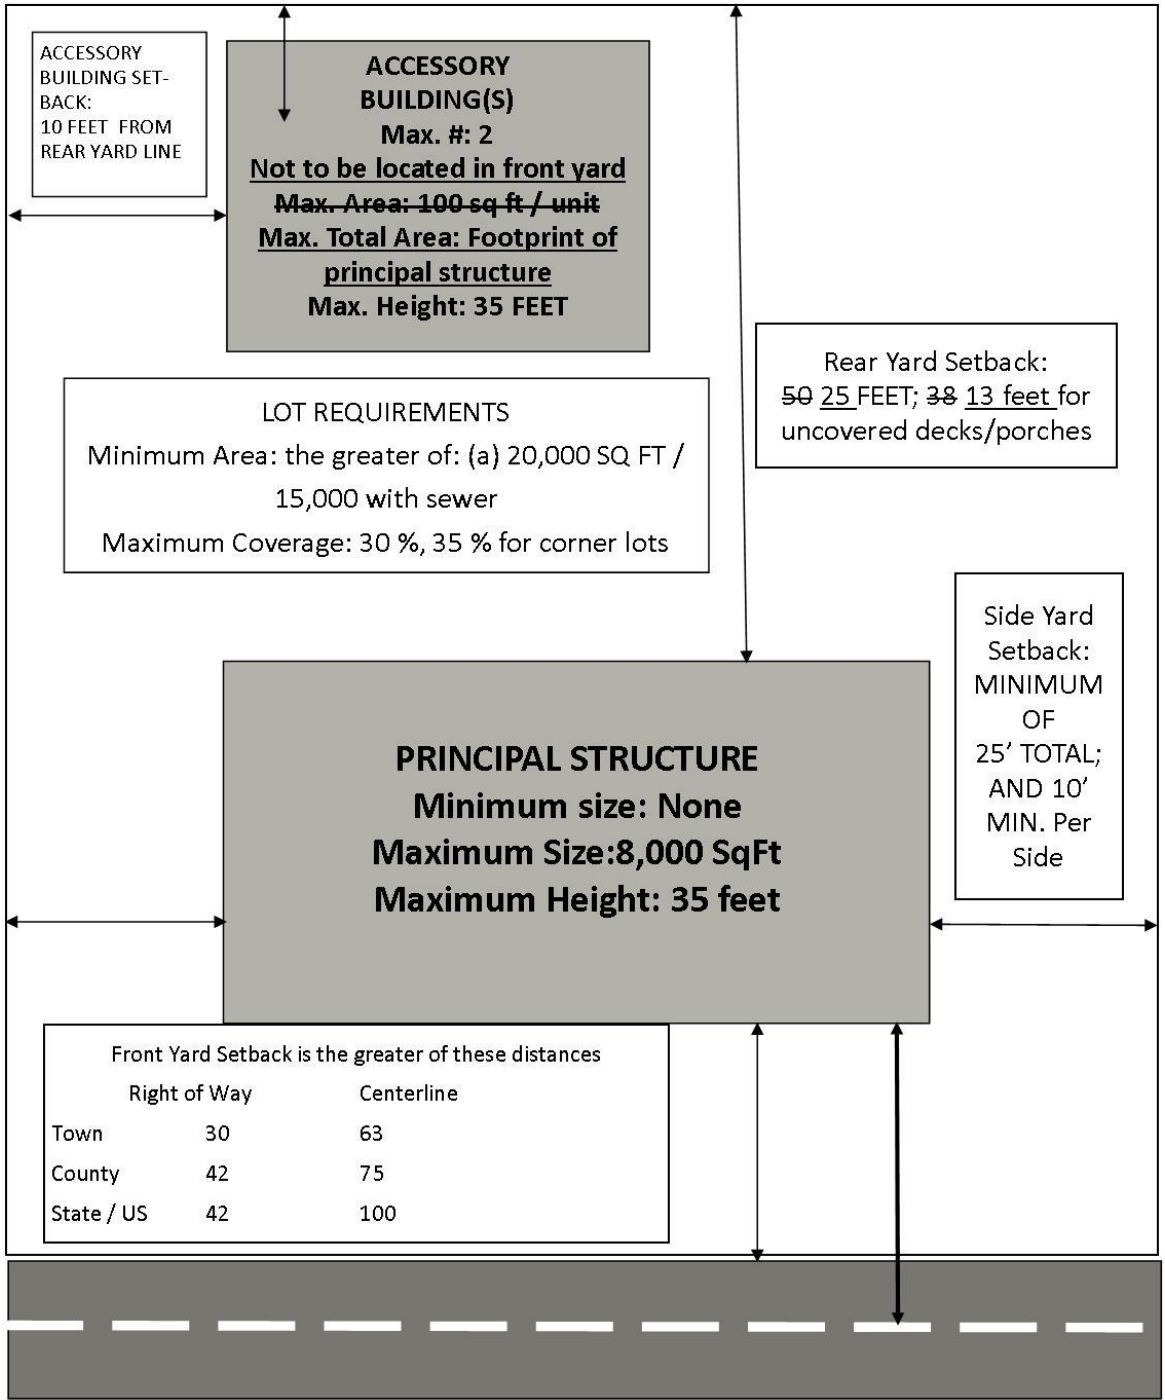 ACCESSORY
BUILDING SET-
BACK:
10 FEET FROM
REAR YARD LINE
ACCESSORY
BUILDING(S)
Max. #: 2
Not to be located in front yard
Max. Area: 100 sq ft / unit
Max. Total Area: Footprint of
principal structure
Max. Height: 35 FEET
Rear Yard Setback:
50 25 FEET; 38 13 feet for
uncovered decks/porches
LOT REQUIREMENTS
Minimum Area: the greater of: (a) 20,000 SQ FT /
15,000 with sewer
Maximum Coverage: 30 %, 35 % for corner lots
Side Yard
Setback:
MINIMUM
OF
25’ TOTAL;
AND 10’
MIN. Per
Side
PRINCIPAL STRUCTURE
Minimum size: None
Maximum Size:8,000 SqFt
Maximum Height: 35 feet
Front Yard Setback is the greater of these distances
Right of Way Centerline
Town 30 63
County 42 75
State / US 42 100